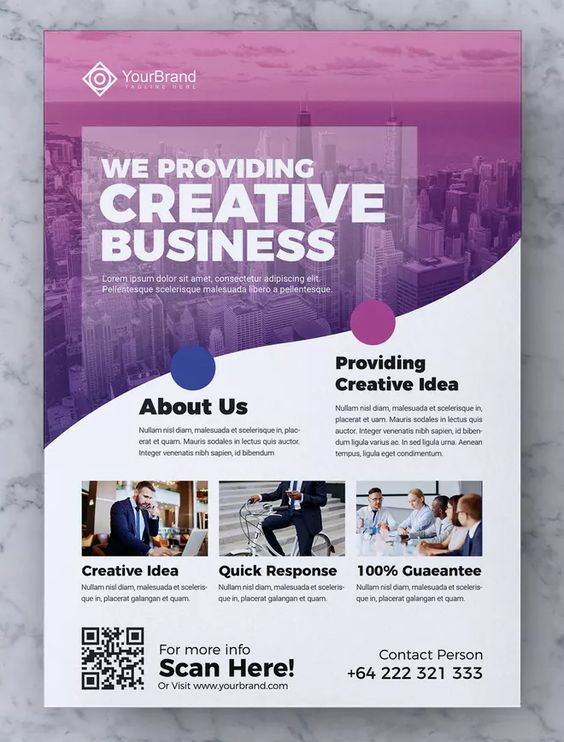 YourBrand
TAGLINE HERE
WE PROVIDING
CREATIVE
BUSINESS
Lorem ipsum dolor sit amet, consectetur adipiscing elit.
Pellentesque scelerisque malesuada libero a pellentesque.
Providing
Creative Idea
Nullam nisl diam, malesuada et
scelerisque in, placerat et quam.
Mauris sodales in lectus quis
auctor. Integer venenatis nibh sapien, id biben-
dum ligula varius ac. In sed ligula urna. Aenean
tempus, ligula eget condimentum.
About Us
Nullam nisl diam, malesuada et scelerisque in, plac-
erat et quam. Mauris sodales in lectus quis auctor.
Integer venenatis nibh sapien, id bibendum
Creative Idea
Nullam nisl diam, malesuada et sceleris-
que in, placerat galangan et quam.
Quick Response
Nullam nisl diam, malesuada et sceleris-
que in, placerat galangan et quam.
100% Guaeantee
Nullam nisl diam, malesuada et sceleris-
que in, placerat galangan et quam.
For more info
Scan Here!
Or Visit www.yourbrand.com
Contact Person
+64 222 321 333